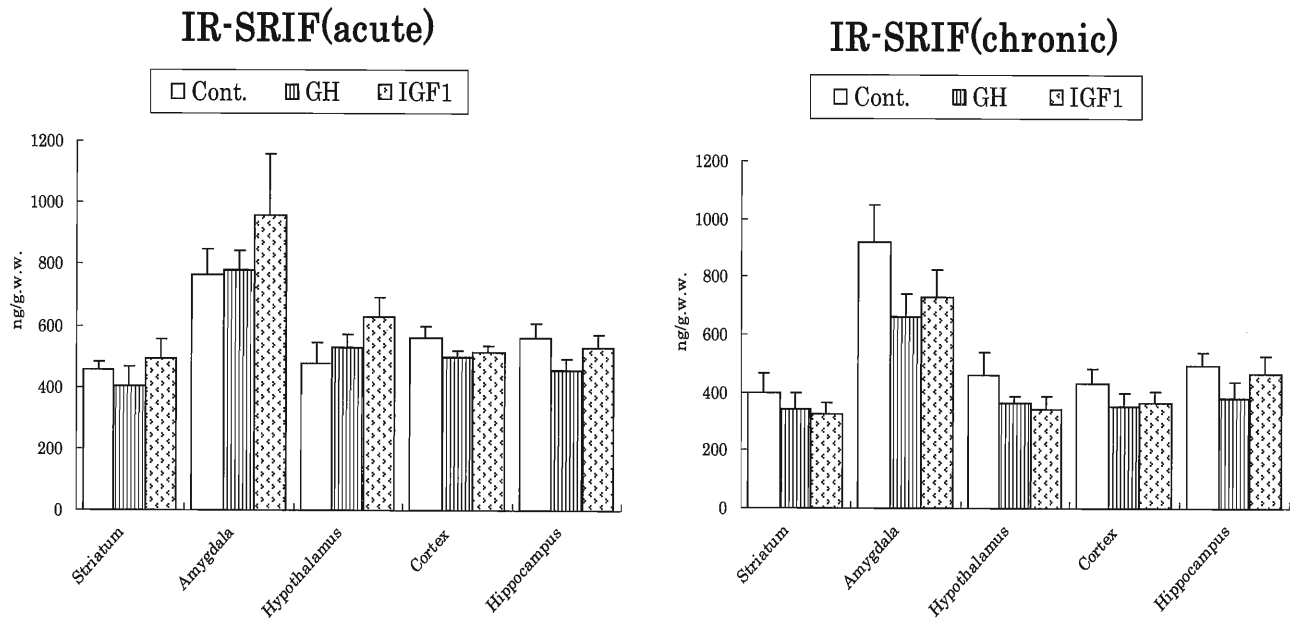 IR-SRIF(acute)
Cont. GH IGF1
1200
1000
800
600
400
200
0
ng/g.w.w.
Striatum
Amygdala
Hypothalamus
Cortex
Hippocampus
IR-SRIF(chronic)
Cont. GH IGF1
1200
1000
800
600
400
200
0
ng/g.w.w.
Striatum
Amygdala
Hypothalamus
Cortex
Hippocampus